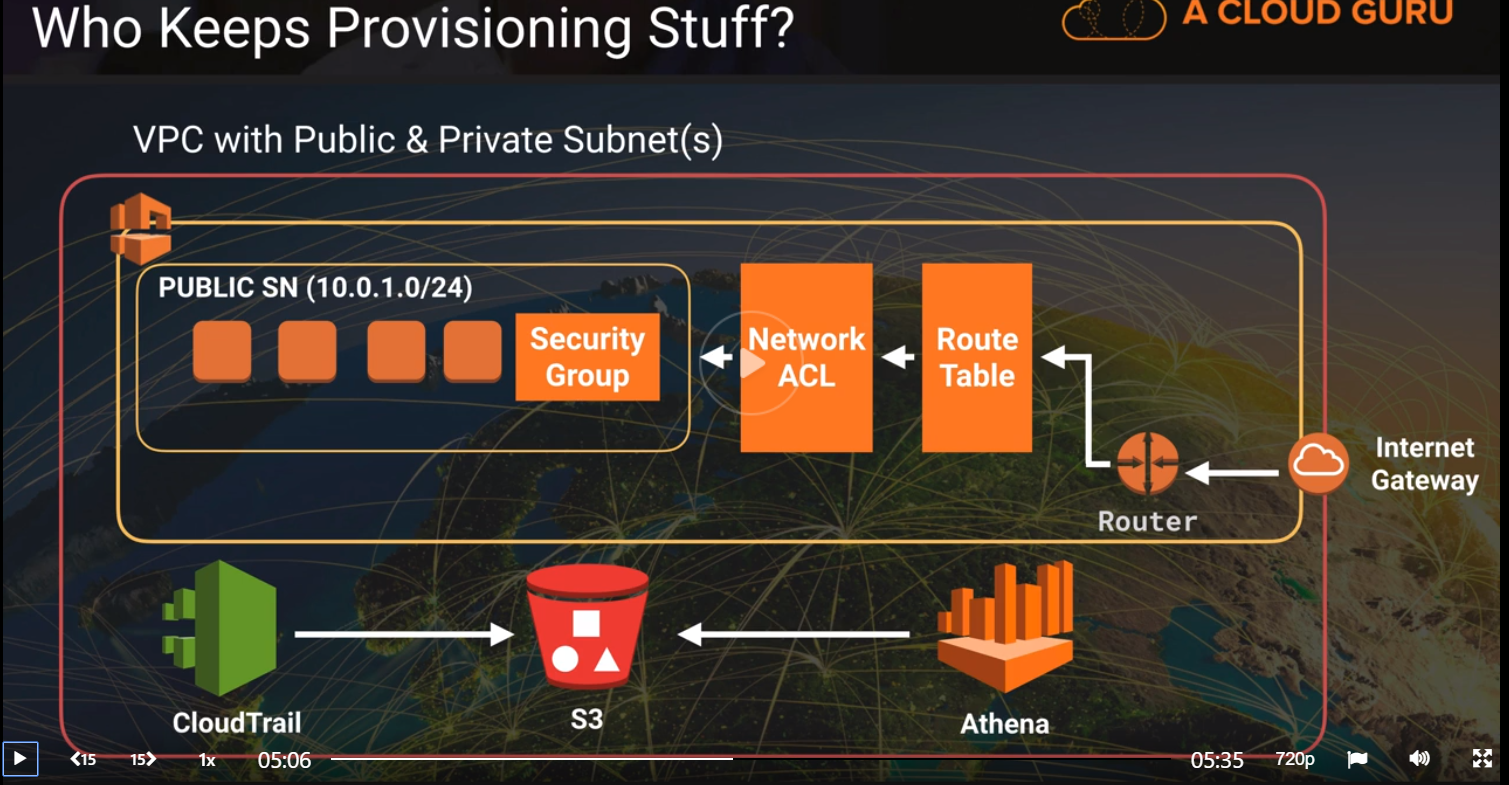 Who Keeps Provisioning Stuff?
A CLOUD GURU
VPC with Public & Private Subnet(s)
PUBLIC SN (10.0.1.0/24)
Security
Group
Network
ACL
Route
Table
Internet
Gateway
Router
CloudTrail
S3
Athena
15
15
1x
05:06
05:35
720p